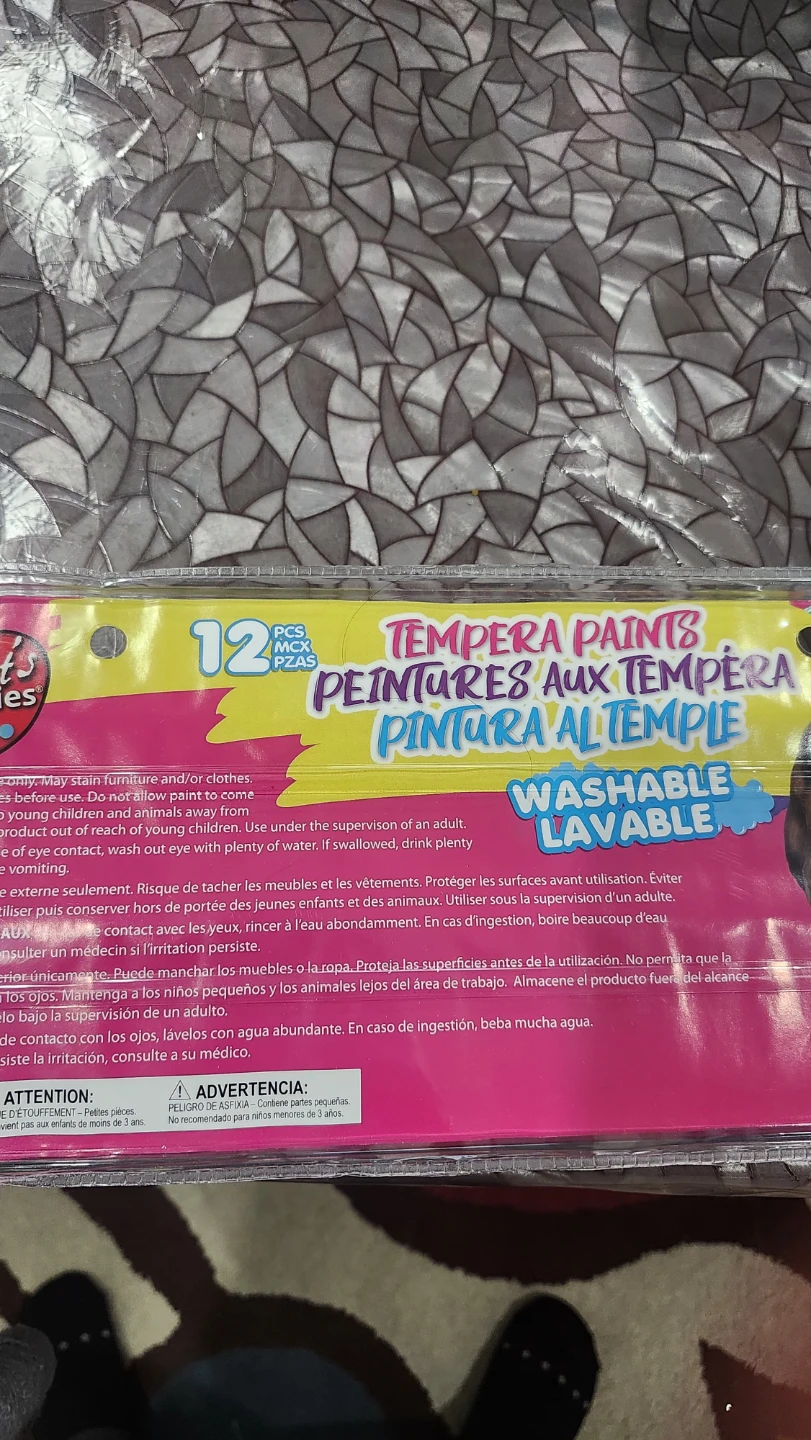 12 PCS
MCX
PZAS
TEMPERA PAINTS
PEINTURES AUX TEMPÈRA
PINTURA AL TEMPLE
WASHABLE
LAVABLE
only. May stain furniture and/or clothes.
before use. Do not allow paint to come
young children and animals away from
product out of reach of young children. Use under the supervison of an adult.
of eye contact, wash out eye with plenty of water. If swallowed, drink plenty
vomiting.
externe seulement. Risque de tacher les meubles et les vêtements. Protéger les surfaces avant utilisation. Éviter
puis conserver hors de portée des jeunes enfants et des animaux. Utiliser sous la supervision d'un adulte.
AUX contact avec les yeux, rincer à l'eau abondamment. En cas d'ingestion, boire beaucoup d'eau
un médecin si l'irritation persiste.
únicamente. Puede manchar los muebles o la ropa. Proteja las superficies antes de la utilización. No permita que la
los ojos. Mantenga a los niños pequeños y los animales lejos del área de trabajo. Almacene el producto fuera del alcance
bajo la supervisión de un adulto.
de contacto con los ojos, lávelos con agua abundante. En caso de ingestión, beba mucha agua.
siste la irritación, consulte a su médico.
ATTENTION:
D'ÉTOUFFEMENT – Petites pièces.
vient pas aux enfants de moins de 3 ans.
ADVERTENCIA:
PELIGRO DE ASFIXIA – Contiene partes pequeñas.
No recomendado para niños menores de 3 años.